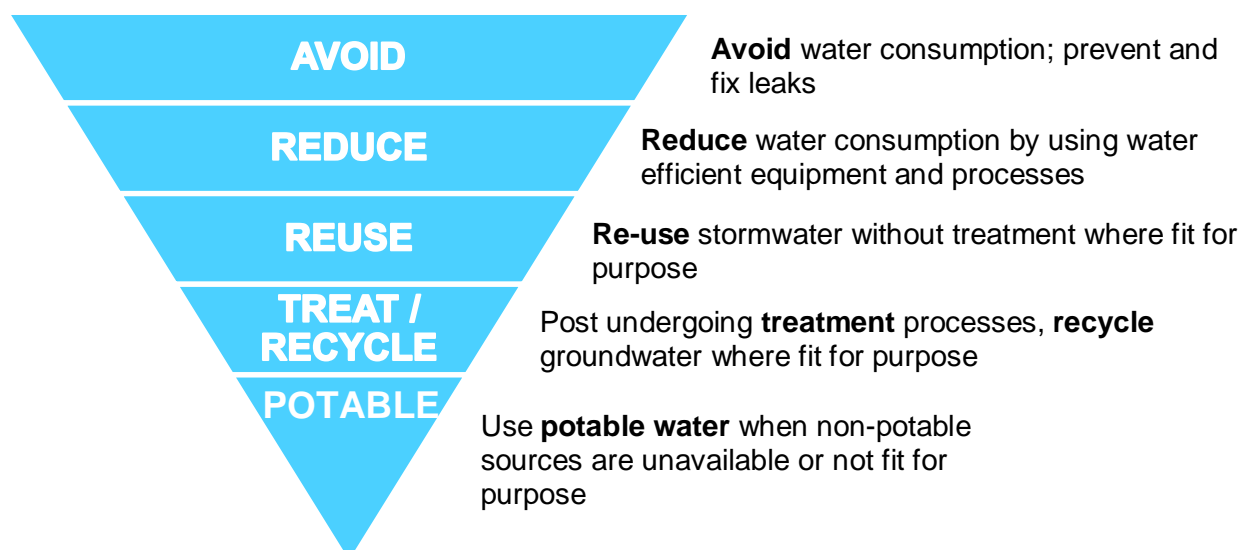 AVOID
Avoid water consumption; prevent and
fix leaks
REDUCE
Reduce water consumption by using water
efficient equipment and processes
REUSE
Re-use stormwater without treatment where fit for
purpose
TREAT /
RECYCLE
Post undergoing treatment processes, recycle
groundwater where fit for purpose
POTABLE
Use potable water when non-potable
sources are unavailable or not fit for
purpose